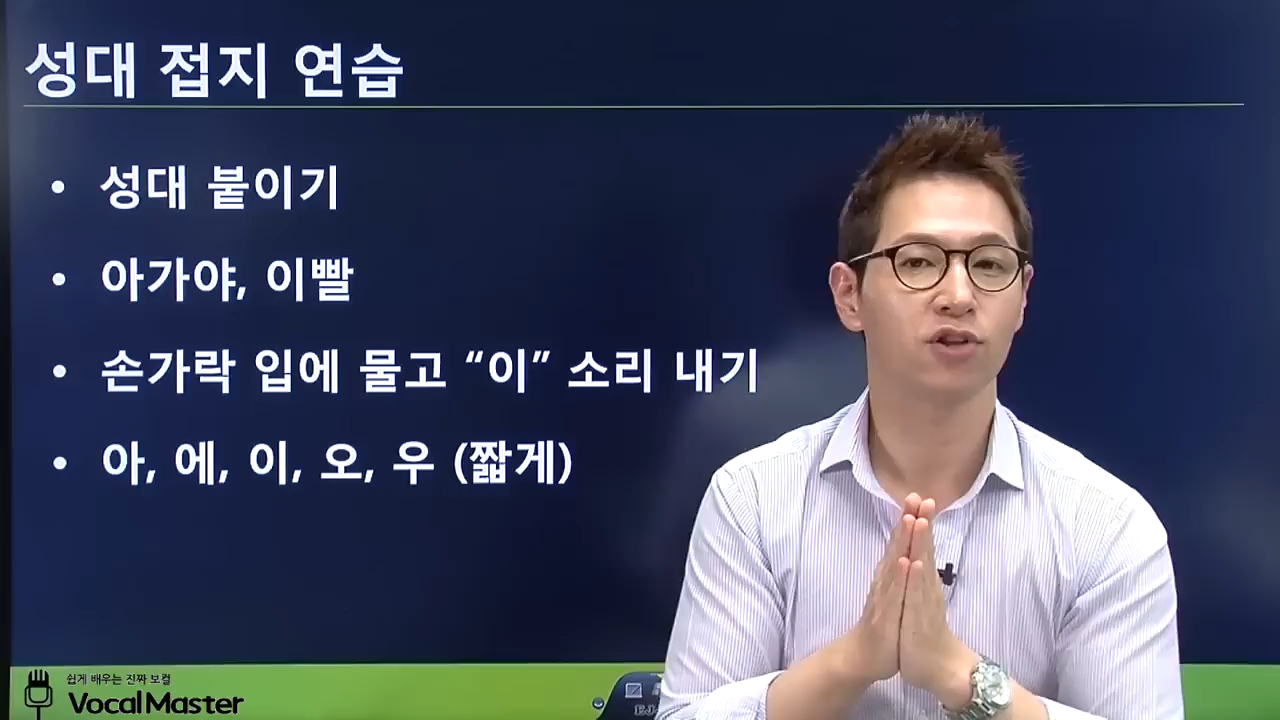 성대 접지 연습
• 성대 붙이기
• 아가야, 이빨
• 손가락 입에 물고 “이” 소리 내기
• 아, 에, 이, 오, 우 (짧게)
쉽게 배우는 진짜 보컬
VocalMaster